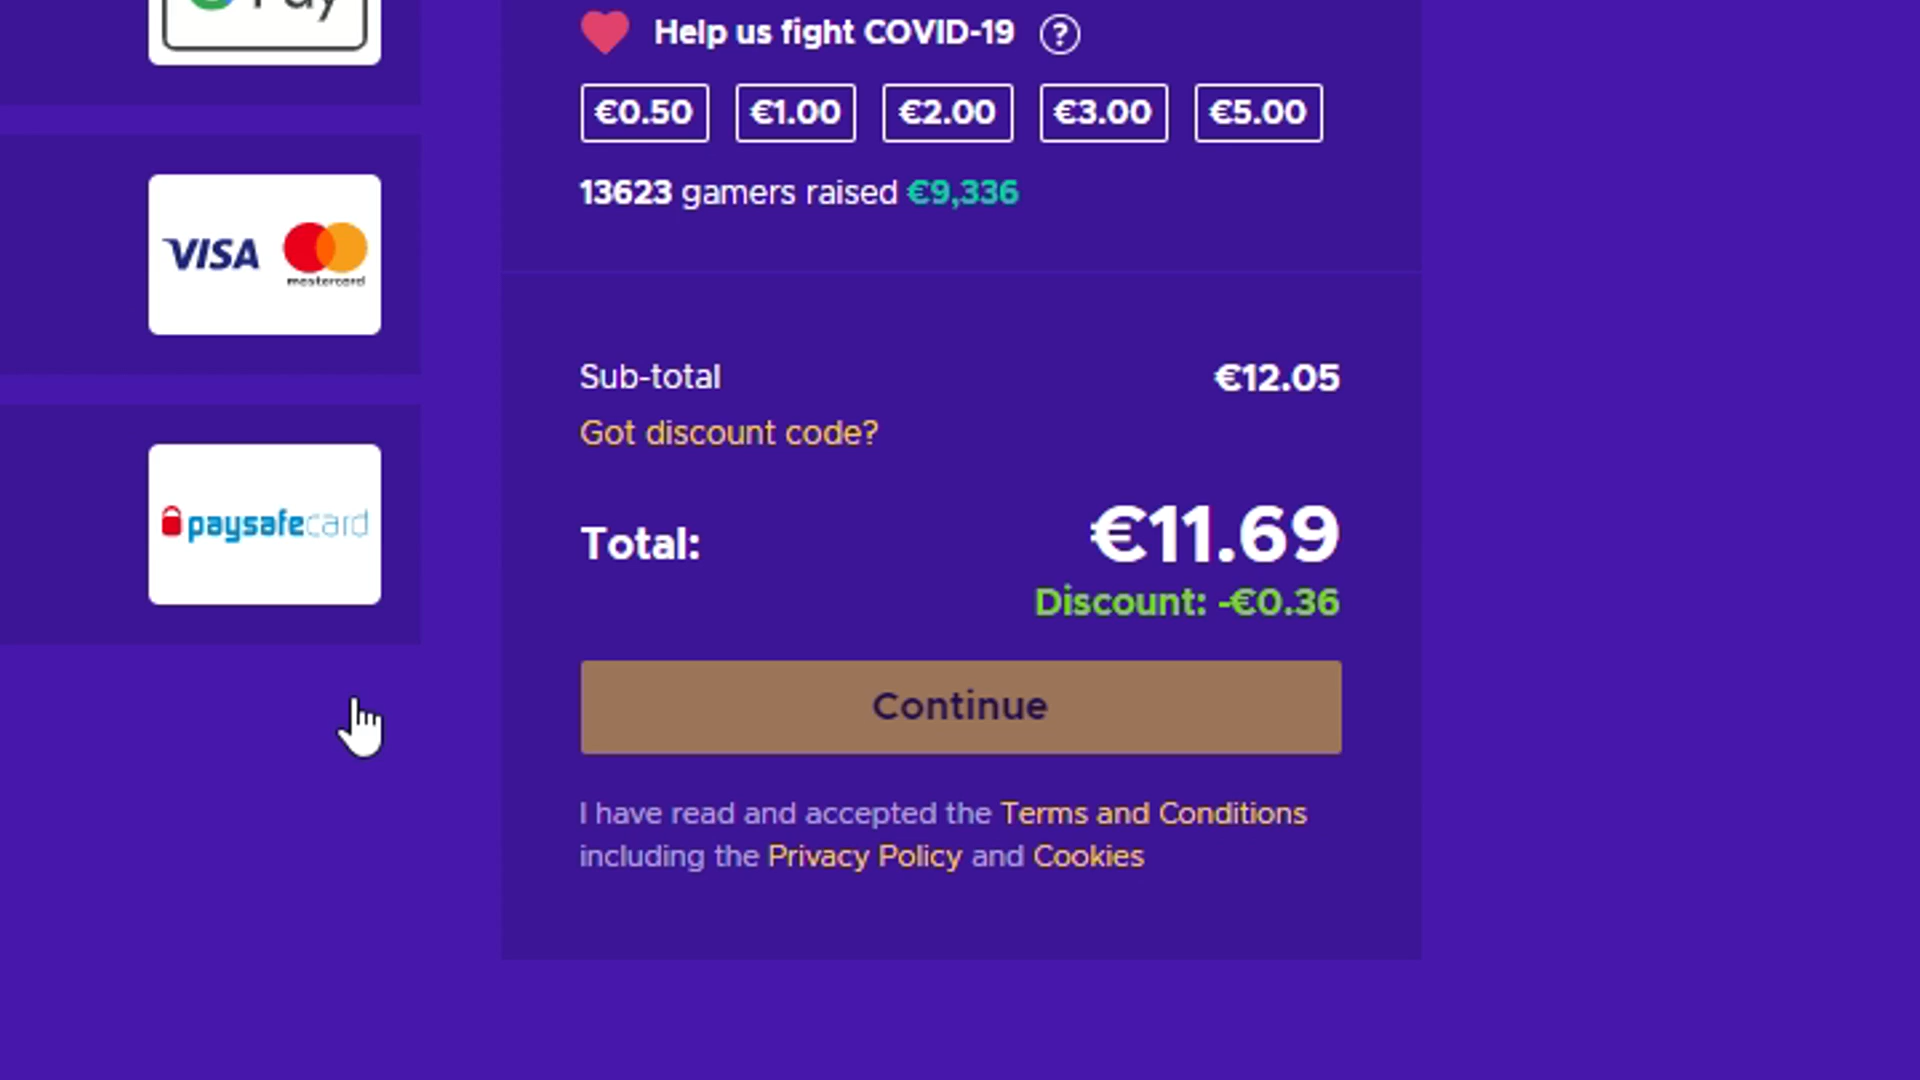 Pay
Help us fight COVID-19 ?
€0.50 €1.00 €2.00 €3.00 €5.00
13623 gamers raised €9,336
VISA mastercard
Sub-total €12.05
Got discount code?
paysafecard
Total: €11.69
Discount: -€0.36
Continue
I have read and accepted the Terms and Conditions
including the Privacy Policy and Cookies